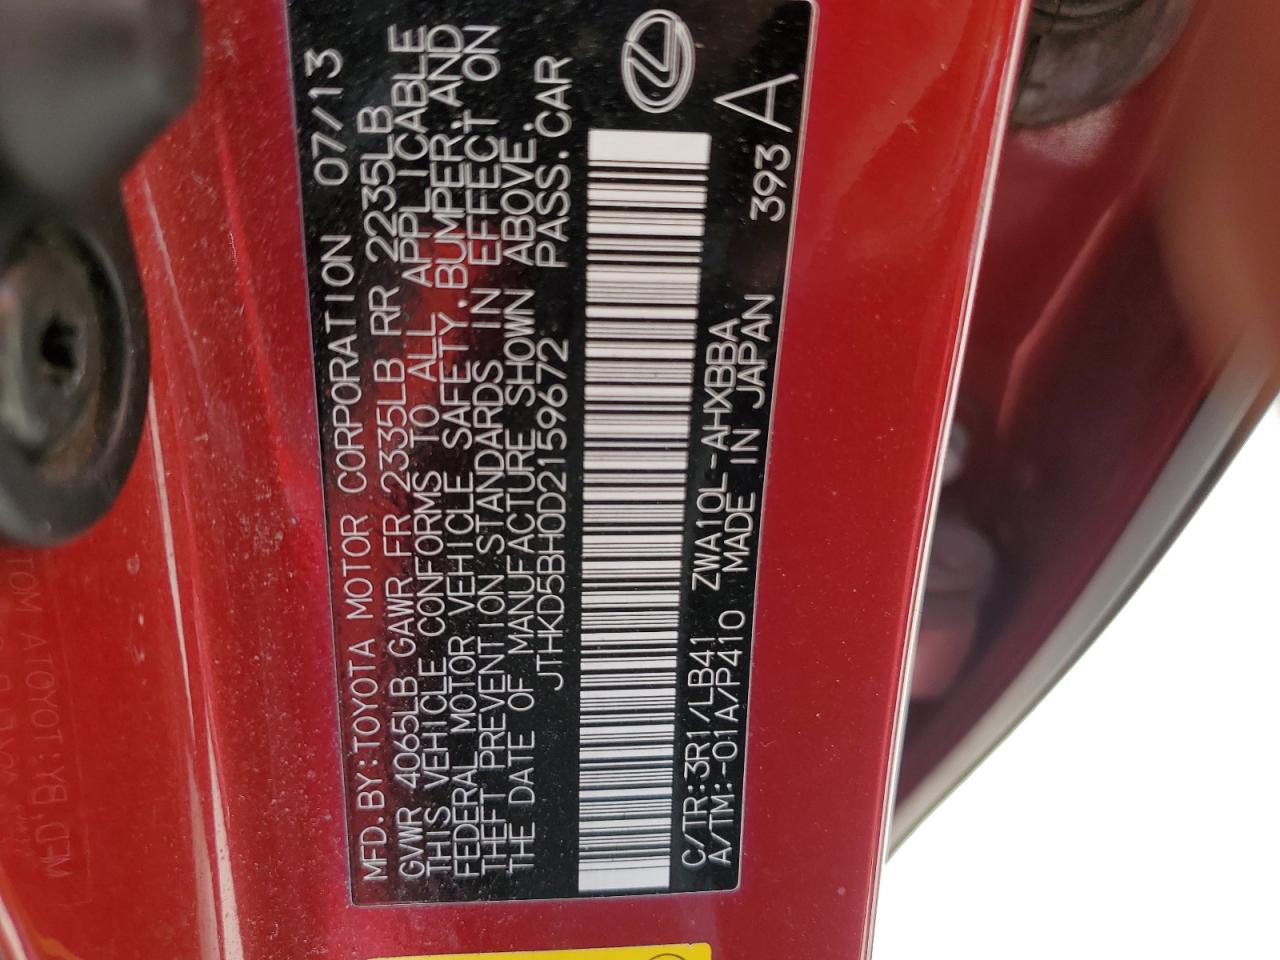 MFD.BY:TOYOTA MOTOR CORPORATION 07/13
GVWR 4065LB GAWR FR 2335LB RR 2235LB
THIS VEHICLE CONFORMS TO ALL APPLICABLE
FEDERAL MOTOR VEHICLE SAFETY.BUMPER.AND
THEFT PREVENTION STANDARDS IN EFFECT ON
THE DATE OF MANUFACTURE SHOWN ABOVE.
JTHKD5BH0D2159672 PASS.CAR
C/TR:3R1/LB41 ZWA10L-AHXBBA 393
A/TM:-01A/P410 MADE IN JAPAN A